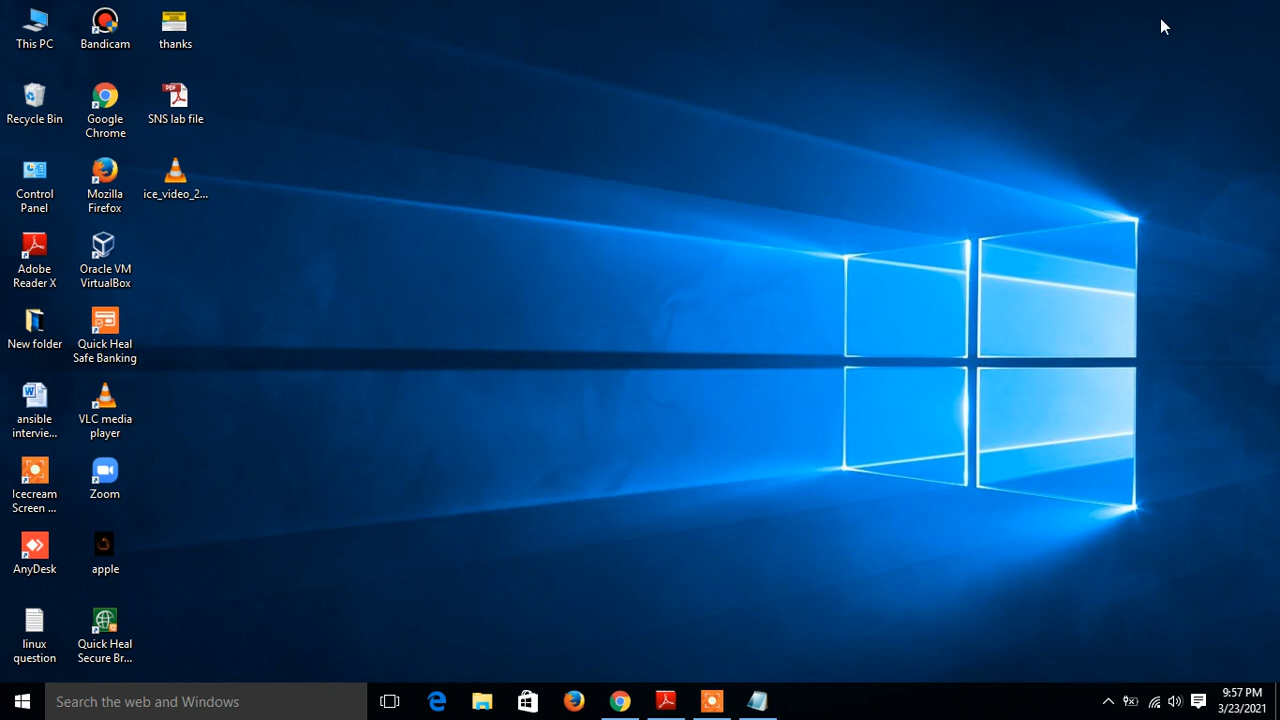 This PC
Bandicam
thanks
Recycle Bin
Google
Chrome
PDF
SNS lab file
Control
Panel
Mozilla
Firefox
ice_video_2...
Adobe
Reader X
Oracle VM
VirtualBox
New folder
Quick Heal
Safe Banking
ansible
intervie...
VLC media
player
Icecream
Screen ...
Zoom
AnyDesk
apple
linux
question
Quick Heal
Secure Br...
Search the web and Windows
9:57 PM
3/23/2021